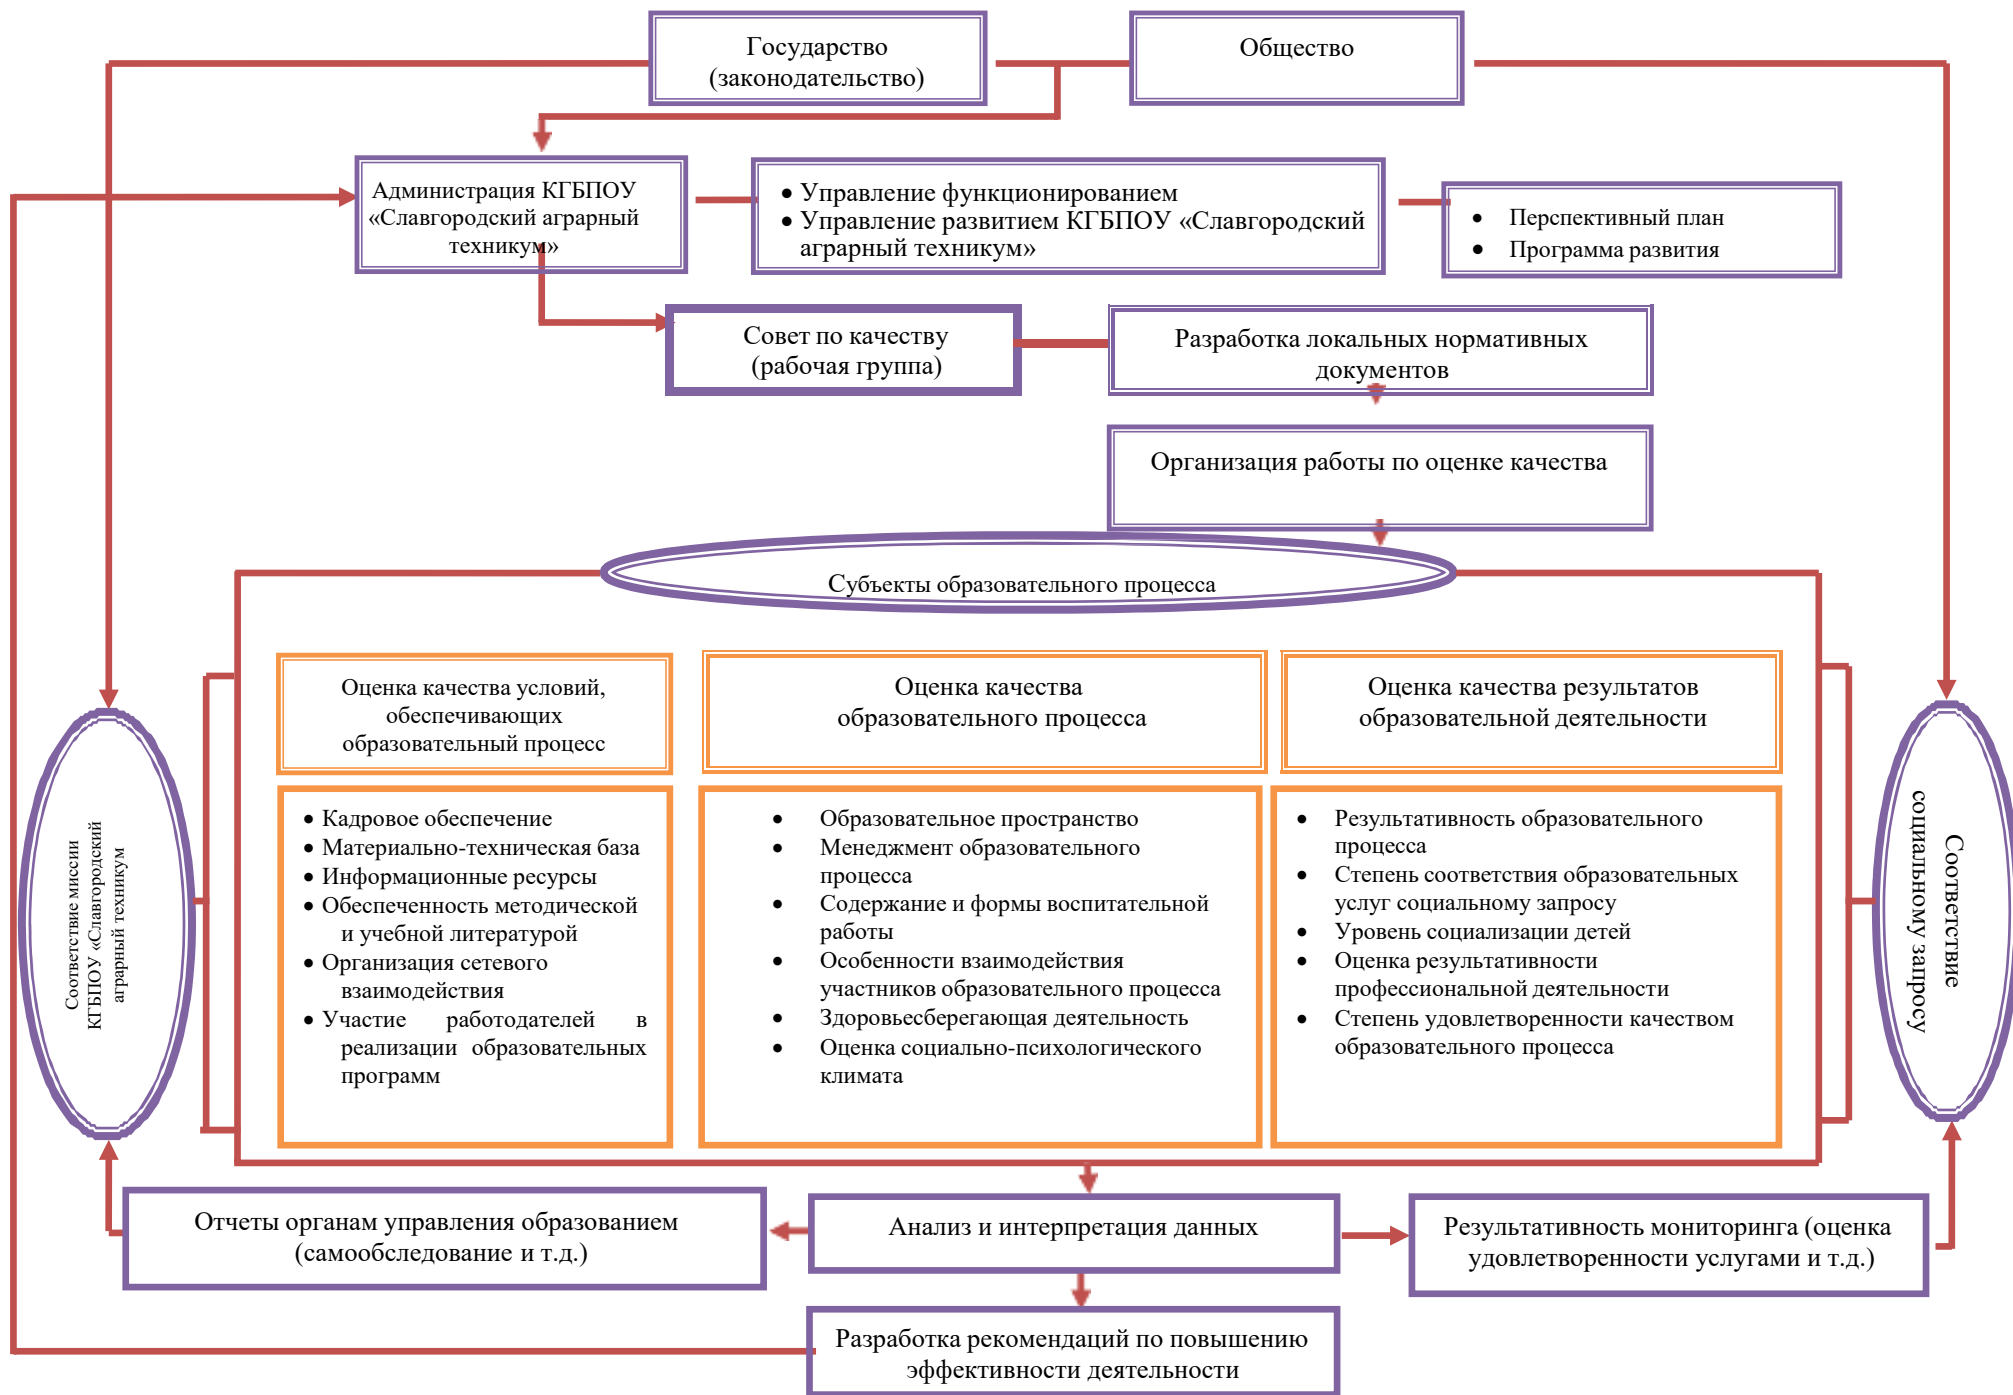 Государство
(законодательство)
Общество
Администрация КГБПОУ
«Славгородский аграрный
техникум»
• Управление функционированием
• Управление развитием КГБПОУ «Славгородский
аграрный техникум»
• Перспективный план
• Программа развития
Совет по качеству
(рабочая группа)
Разработка локальных нормативных
документов
Организация работы по оценке качества
Субъекты образовательного процесса
Оценка качества условий,
обеспечивающих
образовательный процесс
Оценка качества
образовательного процесса
Оценка качества результатов
образовательной деятельности
• Кадровое обеспечение
• Материально-техническая база
• Информационные ресурсы
• Обеспеченность методической
и учебной литературой
• Организация сетевого
взаимодействия
• Участие работодателей в
реализации образовательных
программ
• Образовательное пространство
• Менеджмент образовательного
процесса
• Содержание и формы воспитательной
работы
• Особенности взаимодействия
участников образовательного процесса
• Здоровьесберегающая деятельность
• Оценка социально-психологического
климата
• Результативность образовательного
процесса
• Степень соответствия образовательных
услуг социальному запросу
• Уровень социализации детей
• Оценка результативности
профессиональной деятельности
• Степень удовлетворенности качеством
образовательного процесса
Соответствие миссии
КГБПОУ «Славгородский
аграрный техникум
Соответствие
социальному запросу
Отчеты органам управления образованием
(самообследование и т.д.)
Анализ и интерпретация данных
Результативность мониторинга (оценка
удовлетворенности услугами и т.д.)
Разработка рекомендаций по повышению
эффективности деятельности